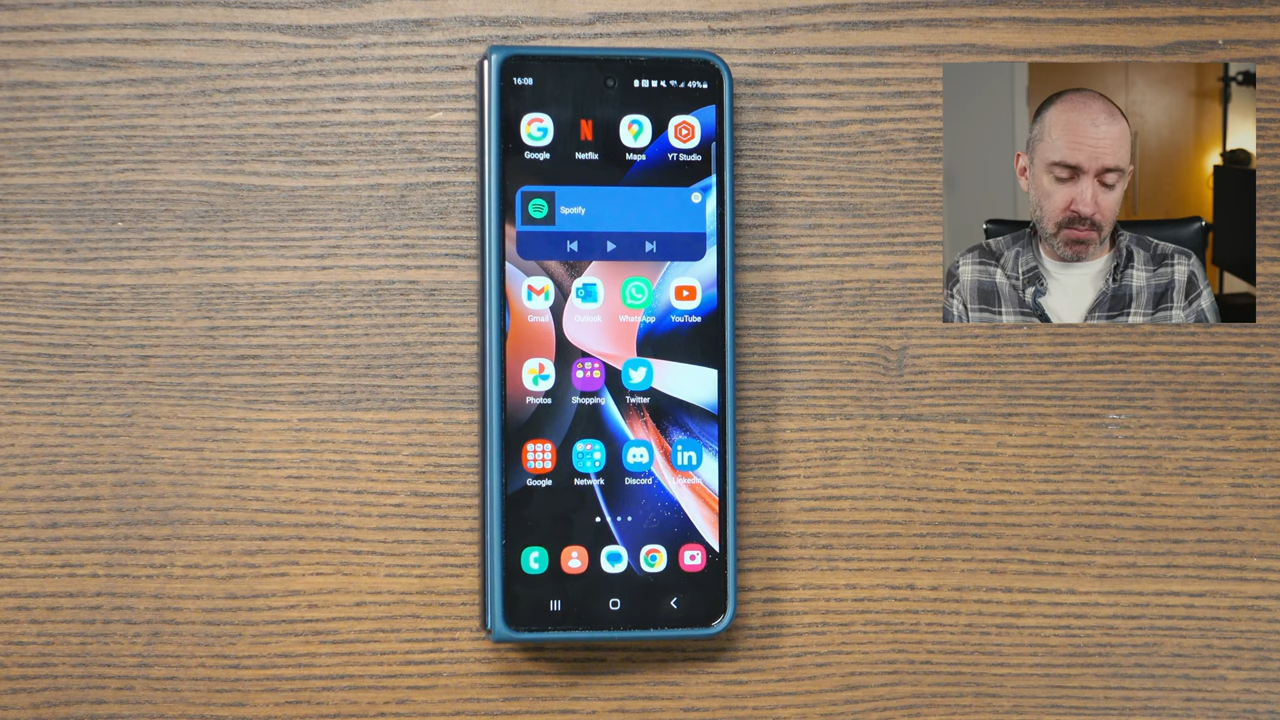 16:08
49%
Google
Netflix
Maps
YT Studio
Spotify
Gmail
Outlook
WhatsApp
YouTube
Photos
Shopping
Twitter
Google
Network
Discord
LinkedIn